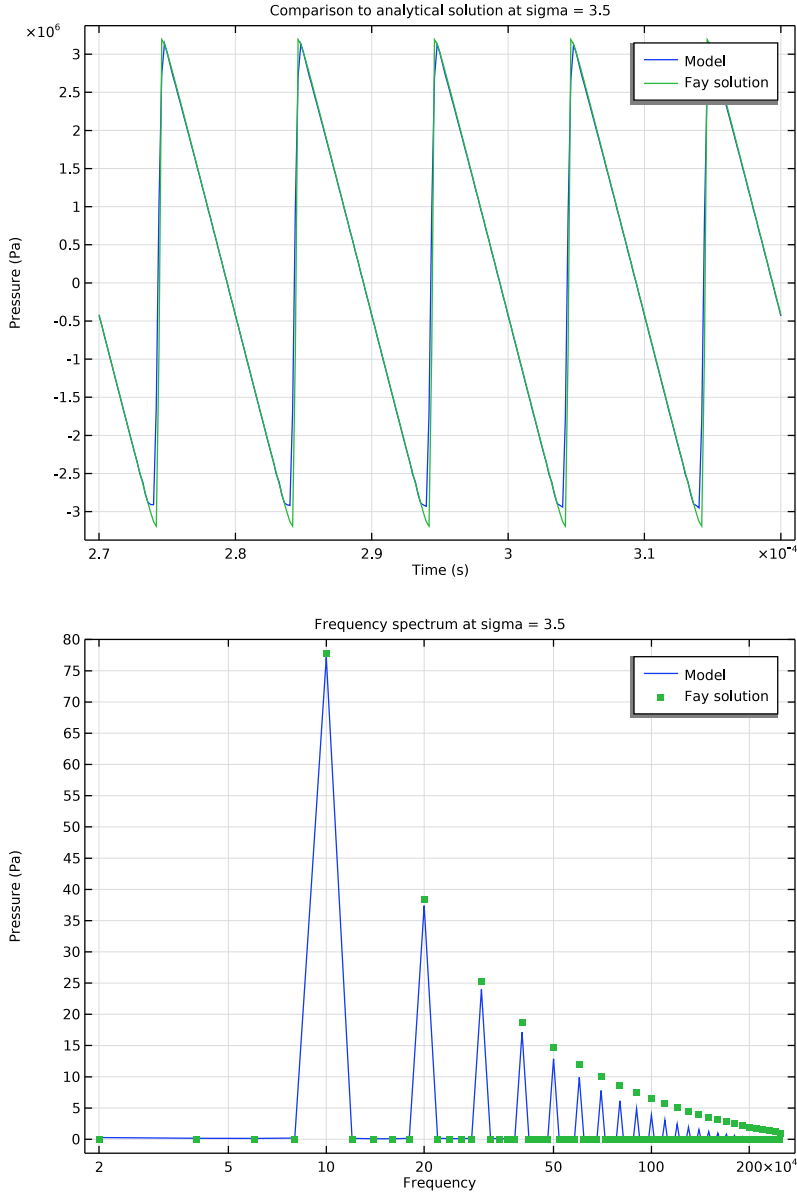 Comparison to analytical solution at sigma = 3.5
×10⁶
3
2.5
2
1.5
1
0.5
0
-0.5
-1
-1.5
-2
-2.5
-3
Pressure (Pa)
Model
Fay solution
2.7 2.8 2.9 3 3.1 ×10⁻⁴
Time (s)
Frequency spectrum at sigma = 3.5
80
75
70
65
60
55
50
45
40
35
30
25
20
15
10
5
0
Pressure (Pa)
Model
Fay solution
2 5 10 20 50 100 200×10⁴
Frequency